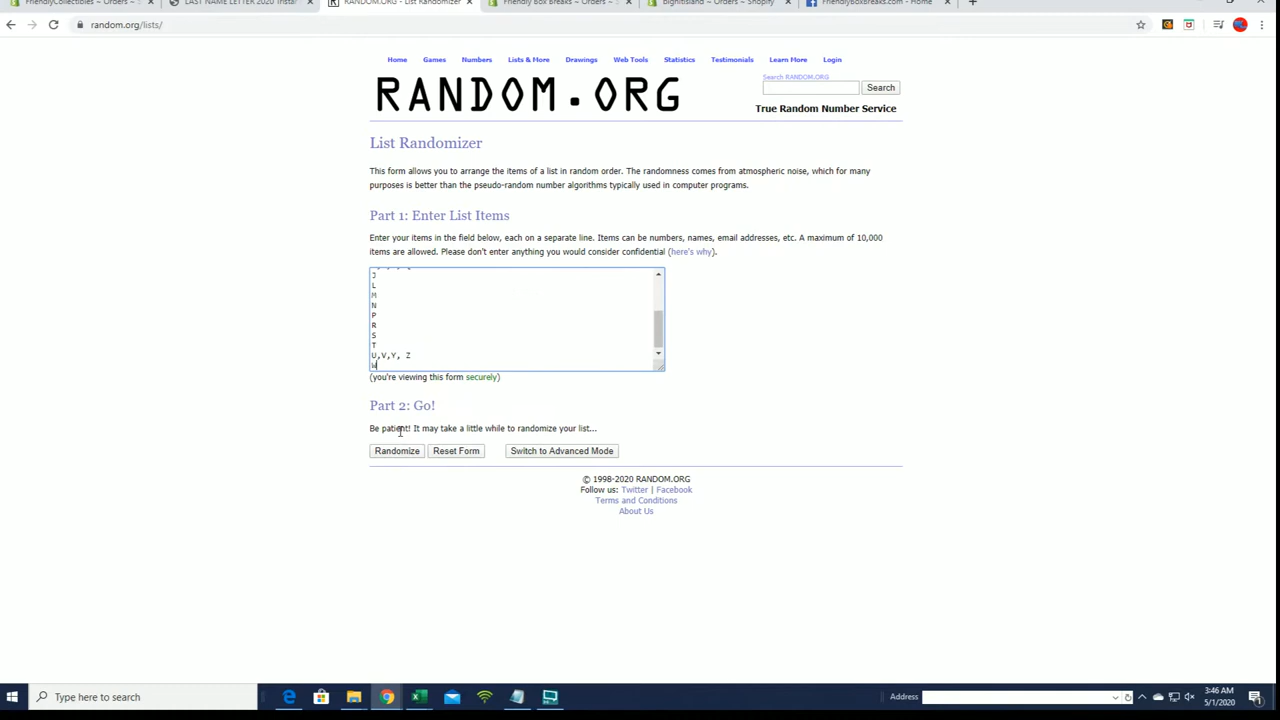 FriendlyCollectibles ~ Orders ~ S
LAST NAME LETTER 2020 Tristar
RANDOM.ORG - List Randomizer
Friendly Box Breaks ~ Orders ~
bighitisland ~ Orders ~ Shopify
FriendlyBoxBreaks.com - Home
random.org/lists/
Home Games Numbers Lists & More Drawings Web Tools Statistics Testimonials Learn More Login
RANDOM.ORG
Search RANDOM.ORG
Search
True Random Number Service
List Randomizer
This form allows you to arrange the items of a list in random order. The randomness comes from atmospheric noise, which for many
purposes is better than the pseudo-random number algorithms typically used in computer programs.
Part 1: Enter List Items
Enter your items in the field below, each on a separate line. Items can be numbers, names, email addresses, etc. A maximum of 10,000
items are allowed. Please don't enter anything you would consider confidential (here's why).
J
L
M
N
P
R
S
T
U,V,Y, Z
W
(you're viewing this form securely)
Part 2: Go!
Be patient! It may take a little while to randomize your list...
Randomize Reset Form Switch to Advanced Mode
© 1998-2020 RANDOM.ORG
Follow us: Twitter | Facebook
Terms and Conditions
About Us
Type here to search
Address
3:46 AM
5/1/2020